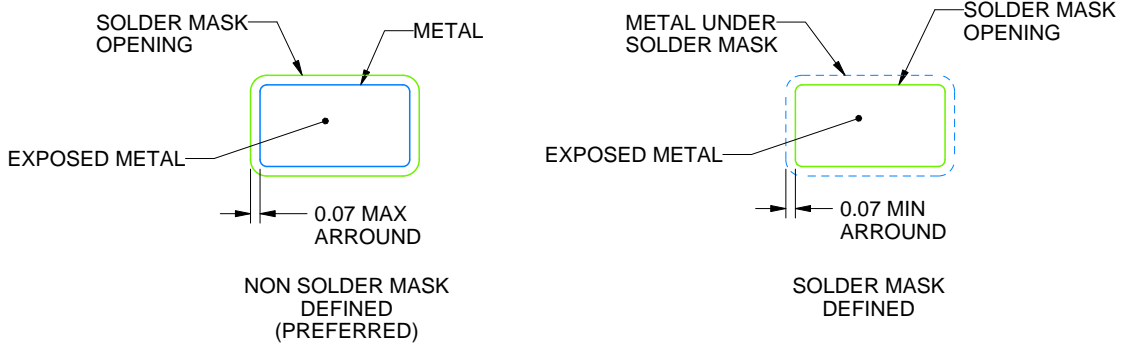 SOLDER MASK
OPENING
METAL
EXPOSED METAL
0.07 MAX
ARROUND
NON SOLDER MASK
DEFINED
(PREFERRED)
METAL UNDER
SOLDER MASK
SOLDER MASK
OPENING
EXPOSED METAL
0.07 MIN
ARROUND
SOLDER MASK
DEFINED